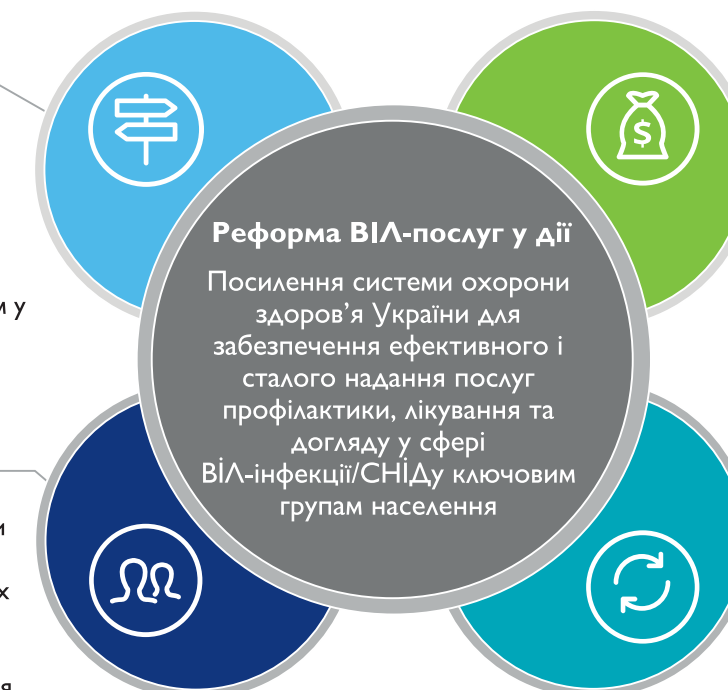 Реформа ВІЛ-послуг у дії
Посилення системи охорони
здоров’я України для
забезпечення ефективного і
сталого надання послуг
профілактики, лікування та
догляду у сфері
ВІЛ-інфекції/СНІДу ключовим
групам населення
$
у